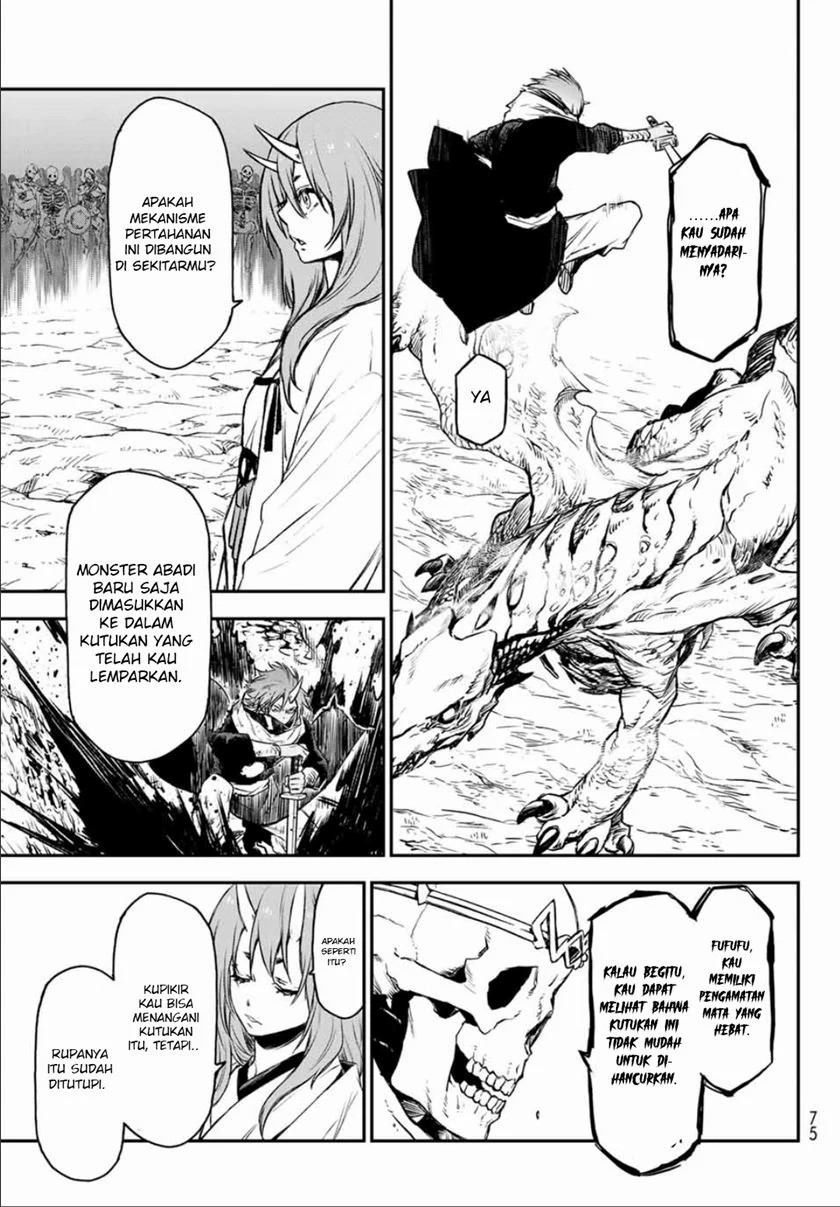 ......APA
KAU SUDAH
MENYADARI-
NYA?
YA
APAKAH
MEKANISME
PERTAHANAN
INI DIBANGUN
DI SEKITARMU?
MONSTER ABADI
BARU SAJA
DIMASUKKAN
KE DALAM
KUTUKAN YANG
TELAH KAU
LEMPARKAN.
FUFUFU,
KAU
MEMILIKI
PENGAMATAN
MATA YANG
HEBAT.
KALAU BEGITU,
KAU DAPAT
MELIHAT BAHWA
KUTUKAN INI
TIDAK MUDAH
UNTUK DI-
HANCURKAN.
APAKAH
SEPERTI
ITU?
KUPIKIR
KAU BISA
MENANGANI
KUTUKAN
ITU, TETAPI..
RUPANYA
ITU SUDAH
DITUTUPI.
75